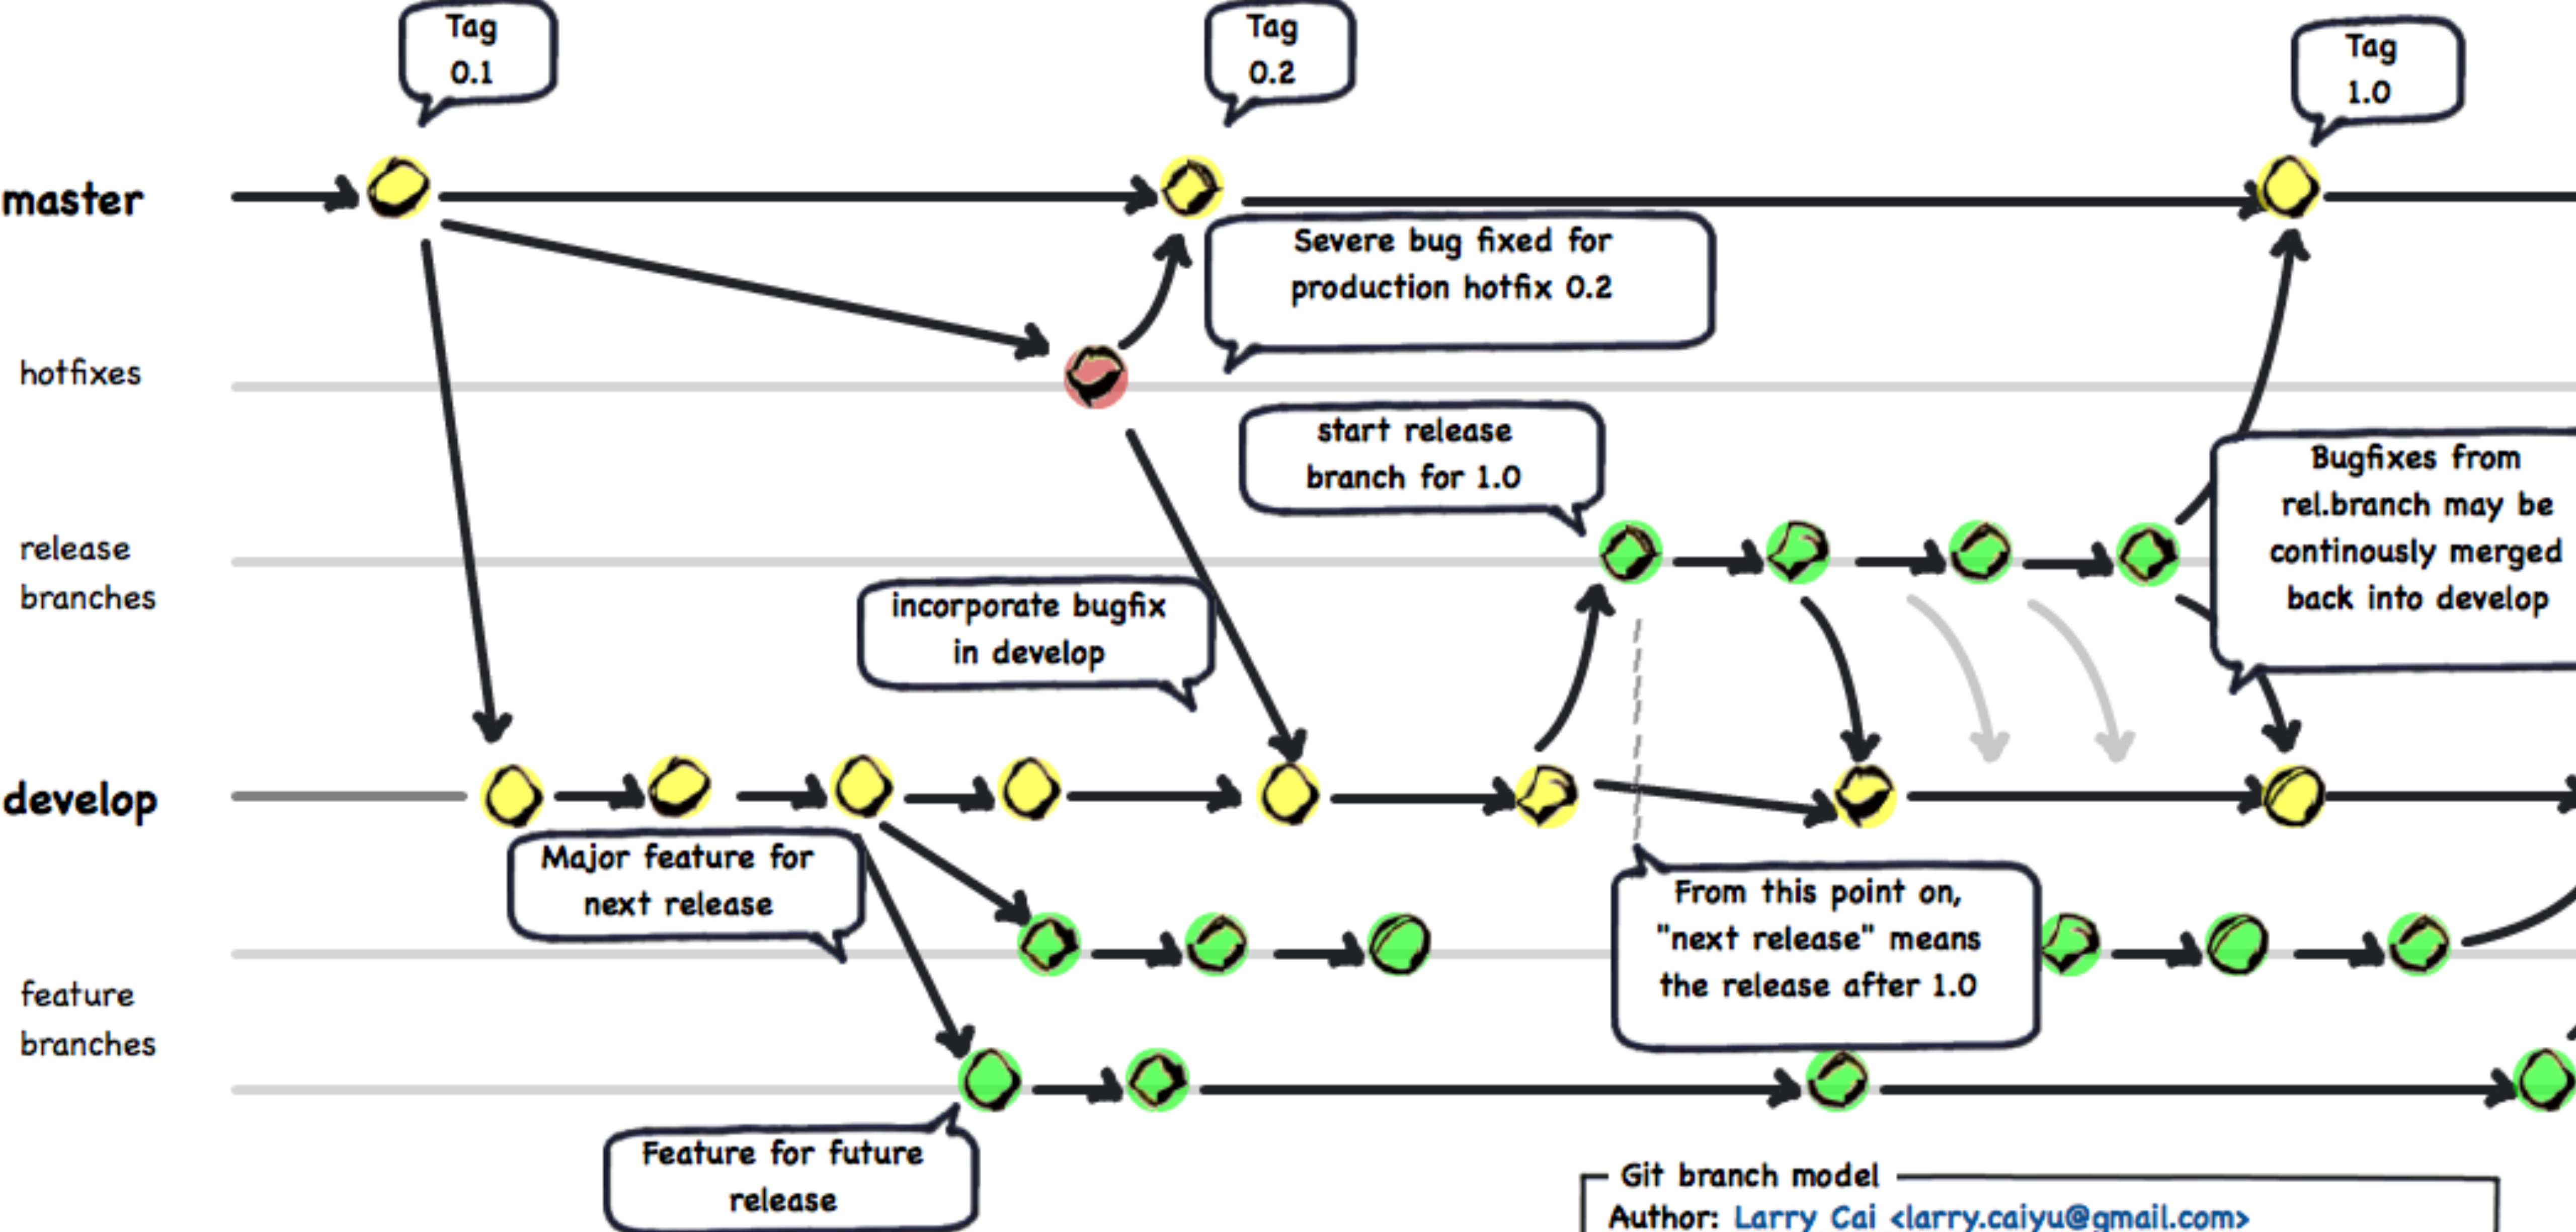 Tag
0.1
Tag
0.2
Tag
1.0
master
Severe bug fixed for
production hotfix 0.2
hotfixes
start release
branch for 1.0
Bugfixes from
rel.branch may be
continously merged
back into develop
release
branches
incorporate bugfix
in develop
develop
Major feature for
next release
From this point on,
"next release" means
the release after 1.0
feature
branches
Feature for future
release
Git branch model
Author: Larry Cai <larry.caiyu@gmail.com>